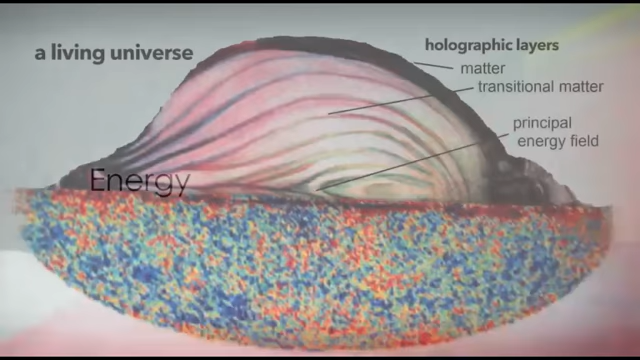 a living universe
holographic layers
matter
transitional matter
principal
energy field
Energy